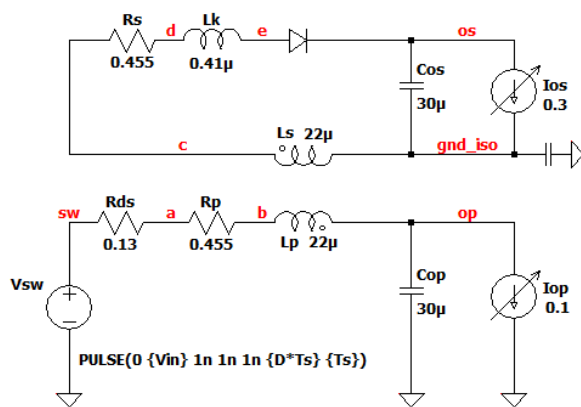 Rs d Lk e os
0.455 0.41µ
Cos
30µ
Ios
0.3
Ls 22µ
c gnd_iso
sw Rds a Rp b op
0.13 0.455 Lp 22µ
Vsw
Cop
30µ
Iop
0.1
PULSE(0 {Vin} 1n 1n 1n {D*Ts} {Ts})